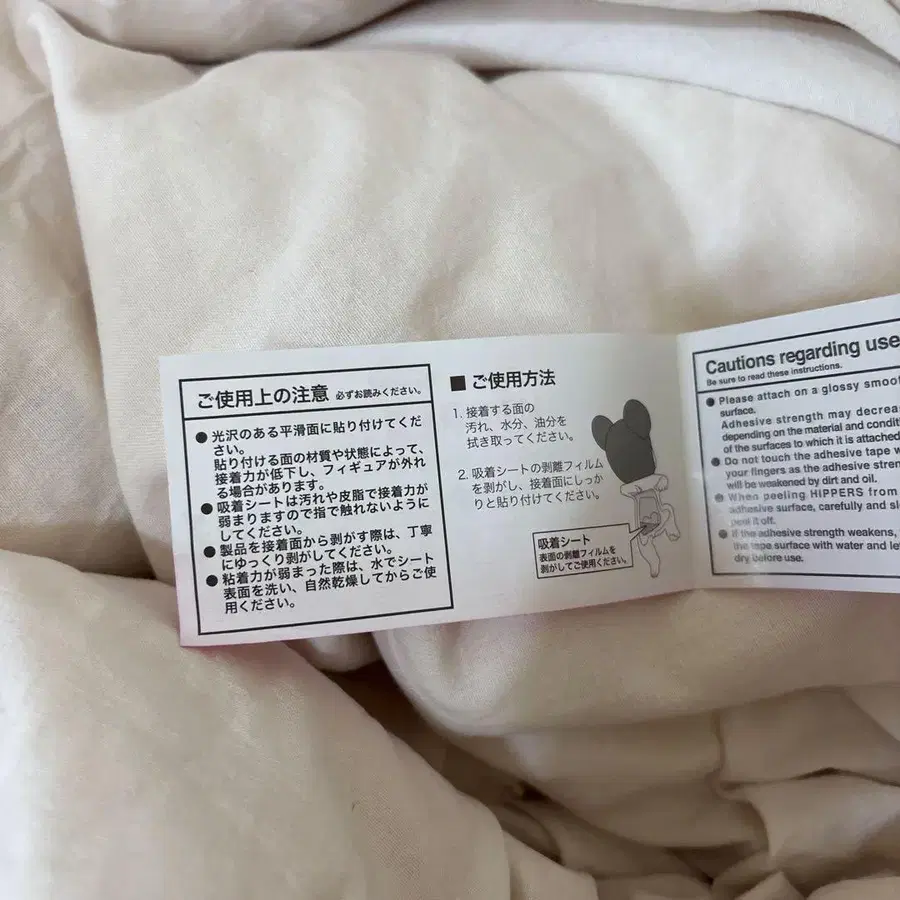 ご使用上の注意 必ずお読みください。
●光沢のある平滑面に貼り付けてくだ
さい。
貼り付ける面の材質や状態によって、
接着力が低下し、フィギュアが外れ
る場合があります。
●吸着シートは汚れや皮脂で接着力が
弱まりますので指で触れないように
してください。
●製品を接着面から剥がす際は、丁寧
にゆっくり剥がしてください。
●粘着力が弱まった際は、水でシート
表面を洗い、自然乾燥してからご使
用ください。
■ご使用方法
1. 接着する面の
汚れ、水分、油分を
拭き取ってください。
2. 吸着シートの剥離フィルム
を剥がし、接着面にしっか
りと貼り付けてください。
吸着シート
表面の剥離フィルムを
剥がしてご使用ください。
Cautions regarding use
Be sure to read these instructions.
● Please attach on a glossy smoo
surface.
Adhesive strength may decrea
depending on the material and condit
of the surfaces to which it is attached
● Do not touch the adhesive tape w
your fingers as the adhesive stren
will be weakened by dirt and oil.
● When peeling HIPPERS from
adhesive surface, carefully and sl
peel it off.
● If the adhesive strength weakens,
the tape surface with water and le
dry before use.